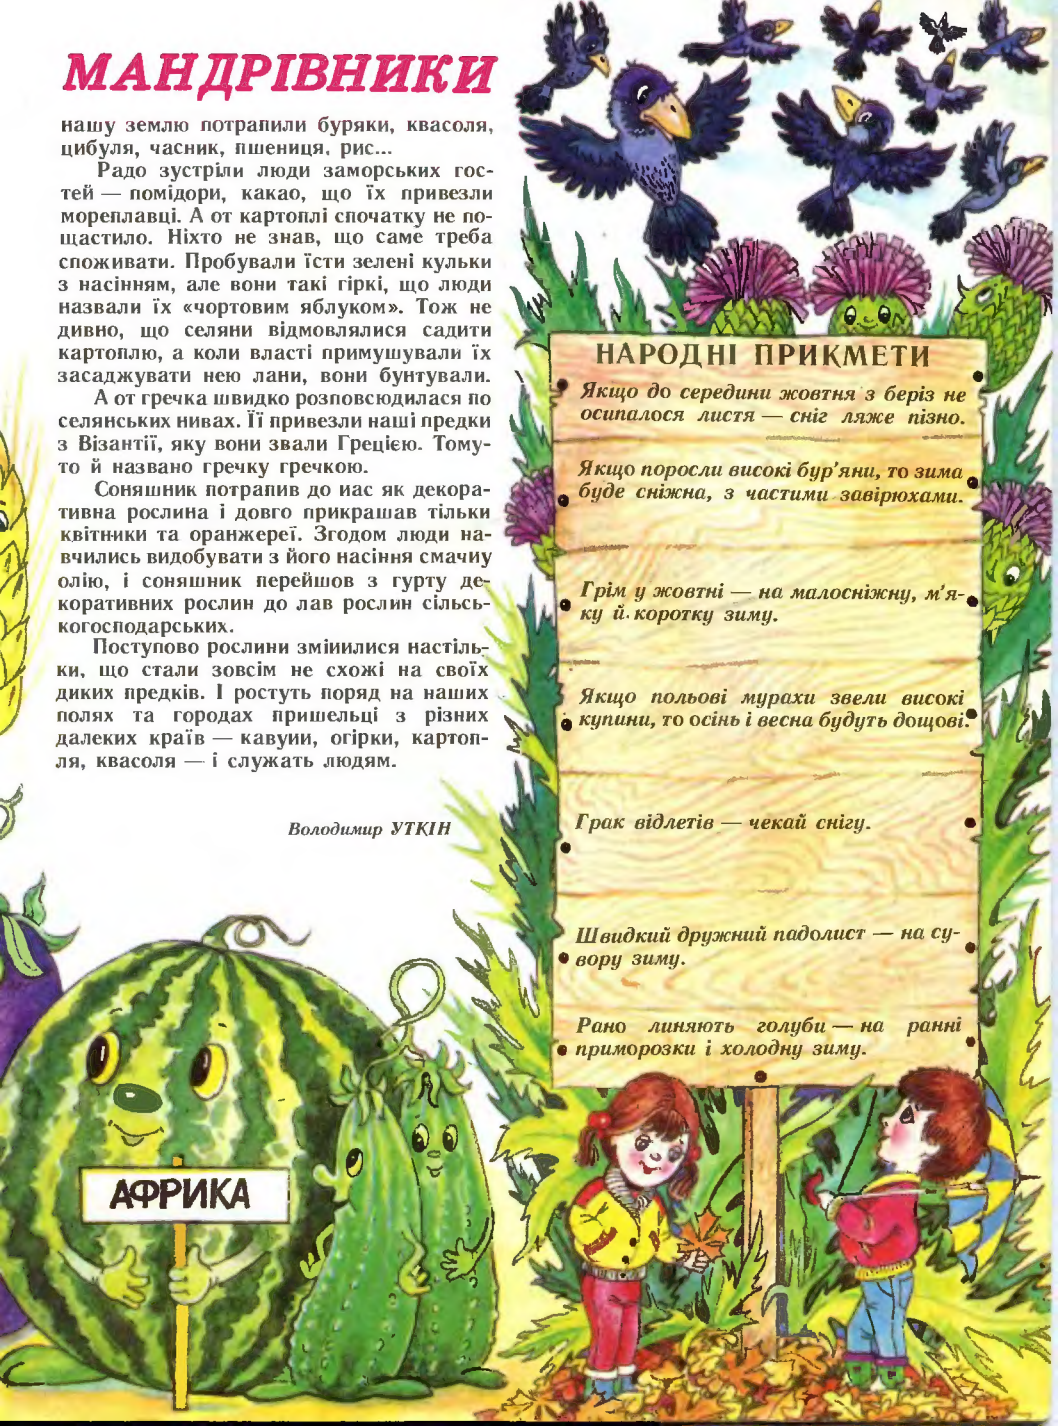 МАНДРІВНИКИ
нашу землю потрапили буряки, квасоля,
цибуля, часник, пшениця, рис...
Радо зустріли люди заморських гос-
тей — помідори, какао, що їх привезли
мореплавці. А от картоплі спочатку не по-
щастило. Ніхто не знав, що саме треба
споживати. Пробували їсти зелені кульки
з насінням, але вони такі гіркі, що люди
назвали їх «чортовим яблуком». Тож не
дивно, що селяни відмовлялися садити
картоплю, а коли власті примушували їх
засаджувати нею лани, вони бунтували.
А от гречка швидко розповсюдилася по
селянських нивах. Її привезли наші предки
з Візантії, яку вони звали Грецією. Тому-
то й названо гречку гречкою.
Соняшник потрапив до нас як декора-
тивна рослина і довго прикрашав тільки
квітники та оранжереї. Згодом люди на-
вчились видобувати з його насіння смачну
олію, і соняшник перейшов з гурту де-
коративних рослин до лав рослин сільсь-
когосподарських.
Поступово рослини змінилися настіль-
ки, що стали зовсім не схожі на своїх
диких предків. І ростуть поряд на наших
полях та городах пришельці з різних
далеких країв — кавуни, огірки, картоп-
ля, квасоля — і служать людям.
Володимир УТКІН
АФРИКА
НАРОДНІ ПРИКМЕТИ
Якщо до середини жовтня з беріз не
осипалося листя — сніг ляже пізно.
Якщо поросли високі бур'яни, то зима
буде сніжна, з частими завірюхами.
Грім у жовтні — на малосніжну, м'я-
ку й коротку зиму.
Якщо польові мурахи звели високі
купини, то осінь і весна будуть дощові.
Грак відлетів — чекай снігу.
Швидкий дружний падолист — на су-
вору зиму.
Рано линяють голуби — на ранні
приморозки і холодну зиму.